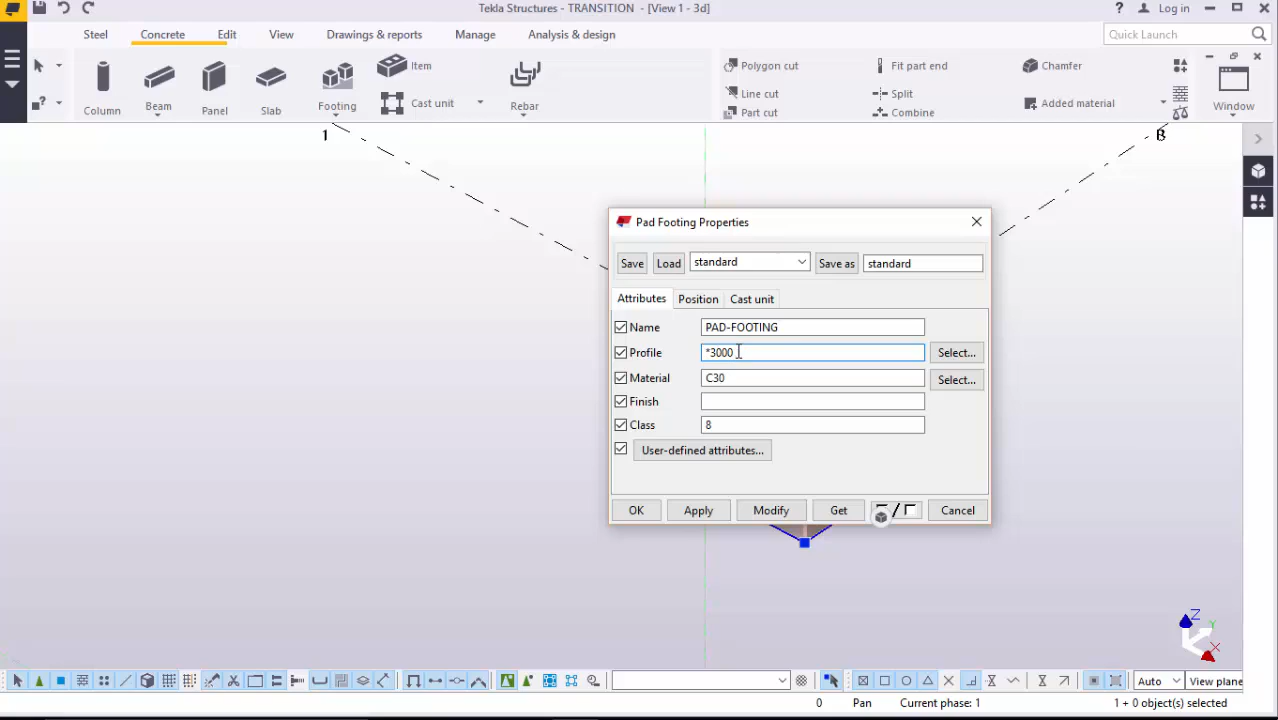 Tekla Structures - TRANSITION - [View 1 - 3d]
Log in
Steel
Concrete
Edit
View
Drawings & reports
Manage
Analysis & design
Quick Launch
Column
Beam
Panel
Slab
Footing
Item
Cast unit
Rebar
Polygon cut
Line cut
Part cut
Fit part end
Split
Combine
Chamfer
Added material
Window
1
B
Pad Footing Properties
Save
Load
standard
Save as
standard
Attributes
Position
Cast unit
Name
PAD-FOOTING
Profile
*3000
Select...
Material
C30
Select...
Finish
Class
8
User-defined attributes...
OK
Apply
Modify
Get
/
Cancel
Z
Y
X
Auto
View plane
0
Pan
Current phase: 1
1 + 0 object(s) selected